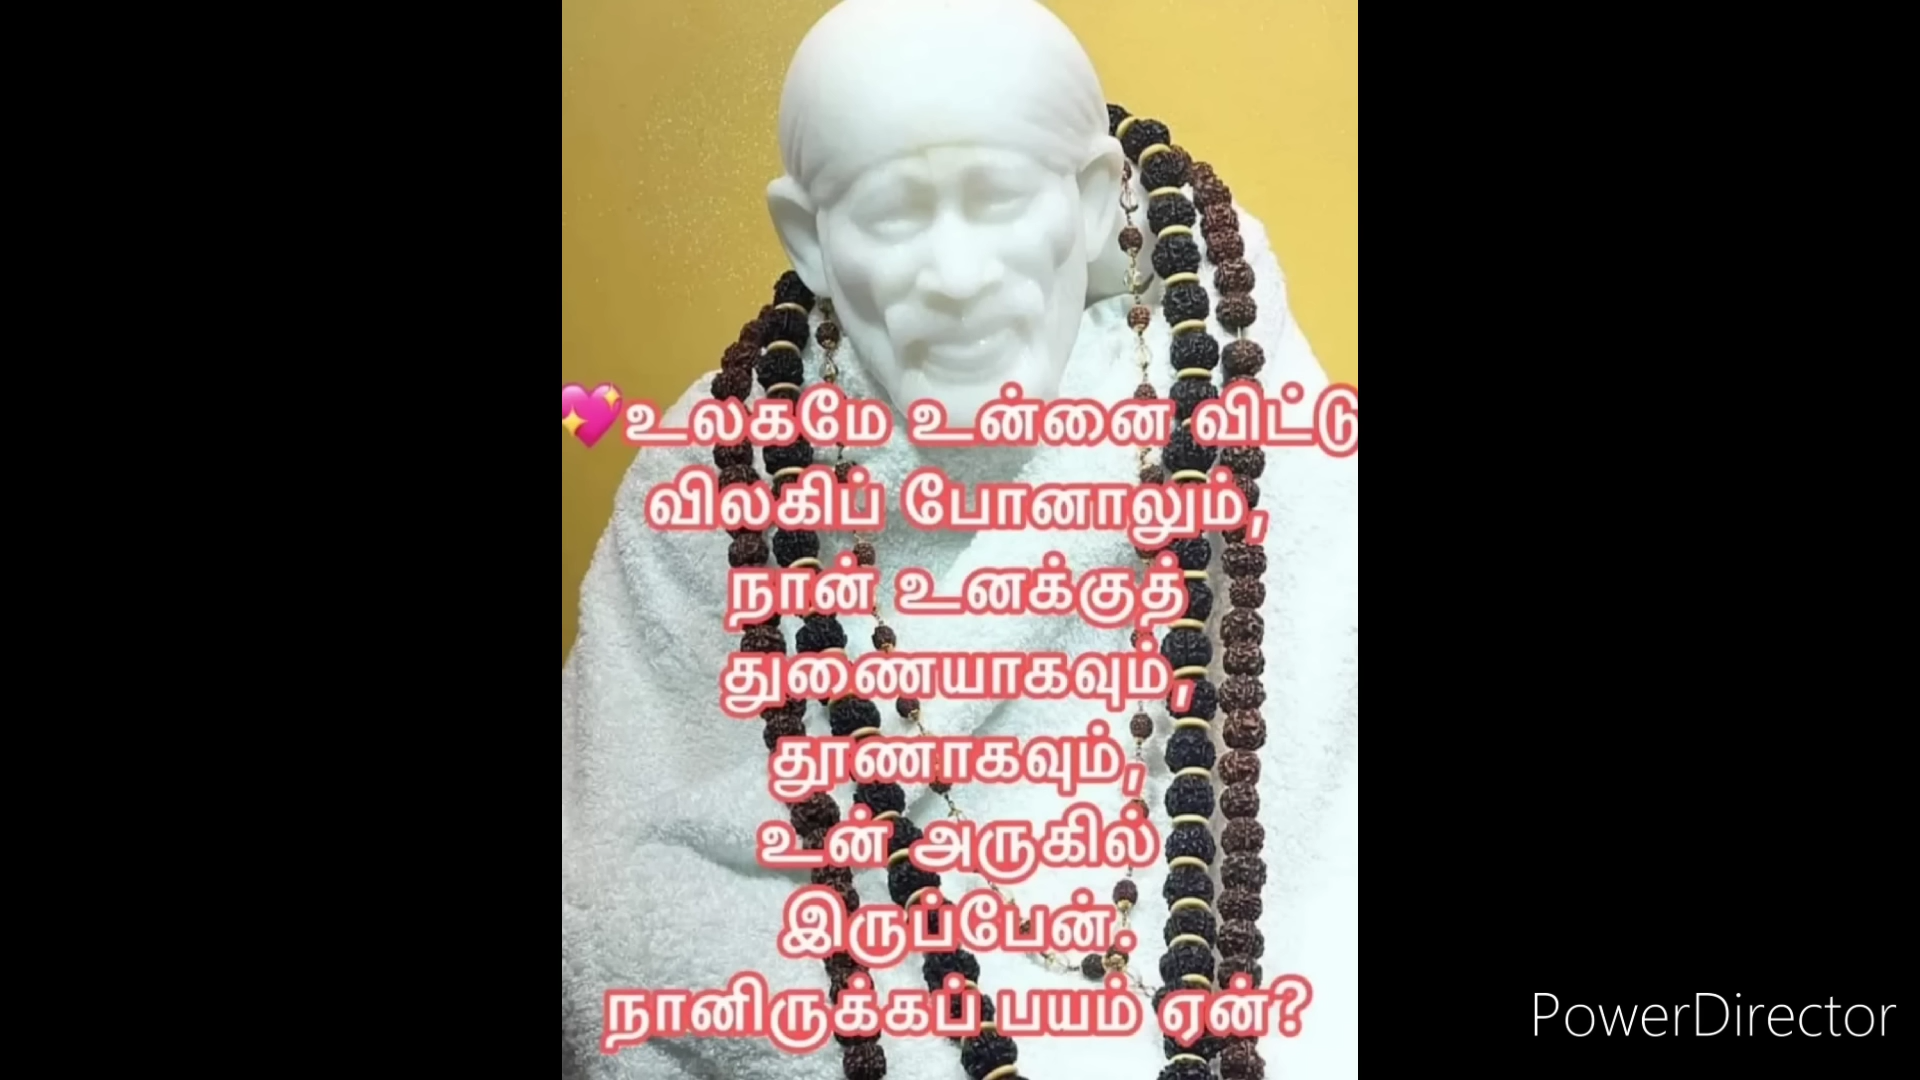 💖உலகமே உன்னை விட்டு
விலகிப் போனாலும்,
நான் உனக்குத்
துணையாகவும்,
தூணாகவும்,
உன் அருகில்
இருப்பேன்.
நானிருக்கப் பயம் ஏன்?
PowerDirector